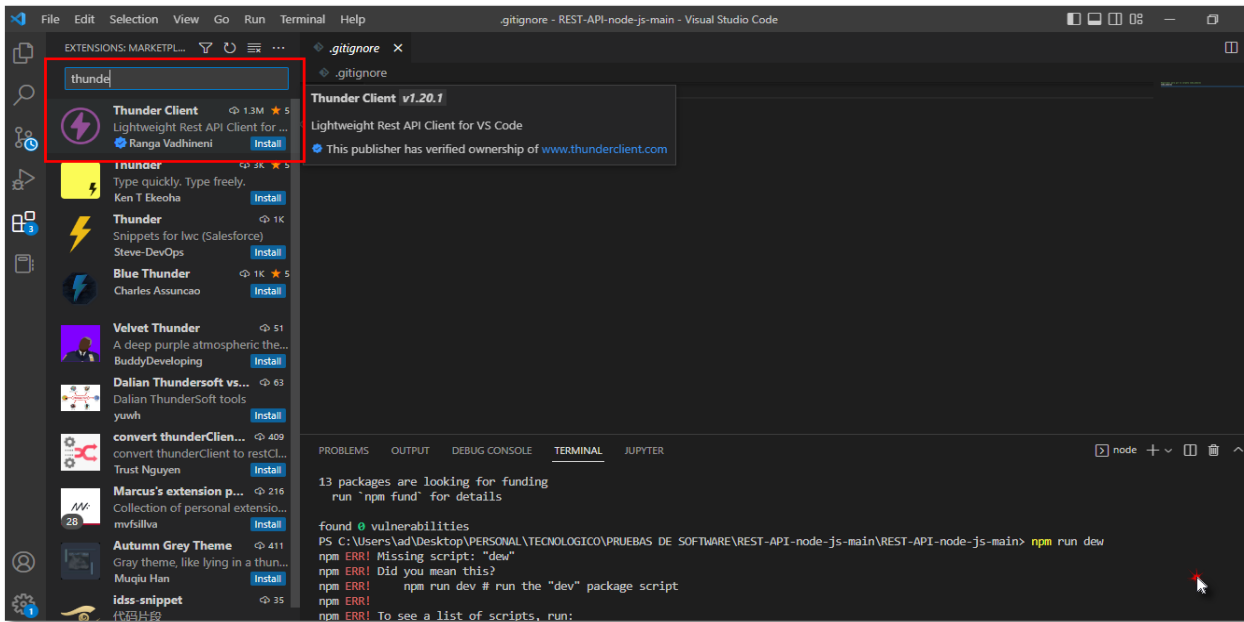 File Edit Selection View Go Run Terminal Help
.gitignore - REST-API-node-js-main - Visual Studio Code
EXTENSIONS: MARKETPL...
thunde
Thunder Client 1.3M 5
Lightweight Rest API Client for ...
Ranga Vadhineni Install
Thunder 3K 5
Type quickly. Type freely.
Ken T Ekeoha Install
Thunder 1K
Snippets for lwc (Salesforce)
Steve-DevOps Install
Blue Thunder 1K 5
Charles Assuncao Install
Velvet Thunder 51
A deep purple atmospheric the...
BuddyDeveloping Install
Dalian Thundersoft vs... 63
Dalian ThunderSoft tools
yuwh Install
convert thunderClien... 409
convert thunderClient to restCl...
Trust Nguyen Install
Marcus's extension p... 216
Collection of personal extensio...
28 mvfsillva Install
Autumn Grey Theme 411
Gray theme, like lying in a thun...
Muqiu Han Install
idss-snippet 35
代码片段
3
1
.gitignore
.gitignore
Thunder Client v1.20.1
Lightweight Rest API Client for VS Code
This publisher has verified ownership of www.thunderclient.com
PROBLEMS OUTPUT DEBUG CONSOLE TERMINAL JUPYTER
node
13 packages are looking for funding
run `npm fund` for details
found 0 vulnerabilities
PS C:\Users\ad\Desktop\PERSONAL\TECNOLOGICO\PRUEBAS DE SOFTWARE\REST-API-node-js-main\REST-API-node-js-main> npm run dew
npm ERR! Missing script: "dew"
npm ERR! Did you mean this?
npm ERR! npm run dev # run the "dev" package script
npm ERR!
npm ERR! To see a list of scripts, run: